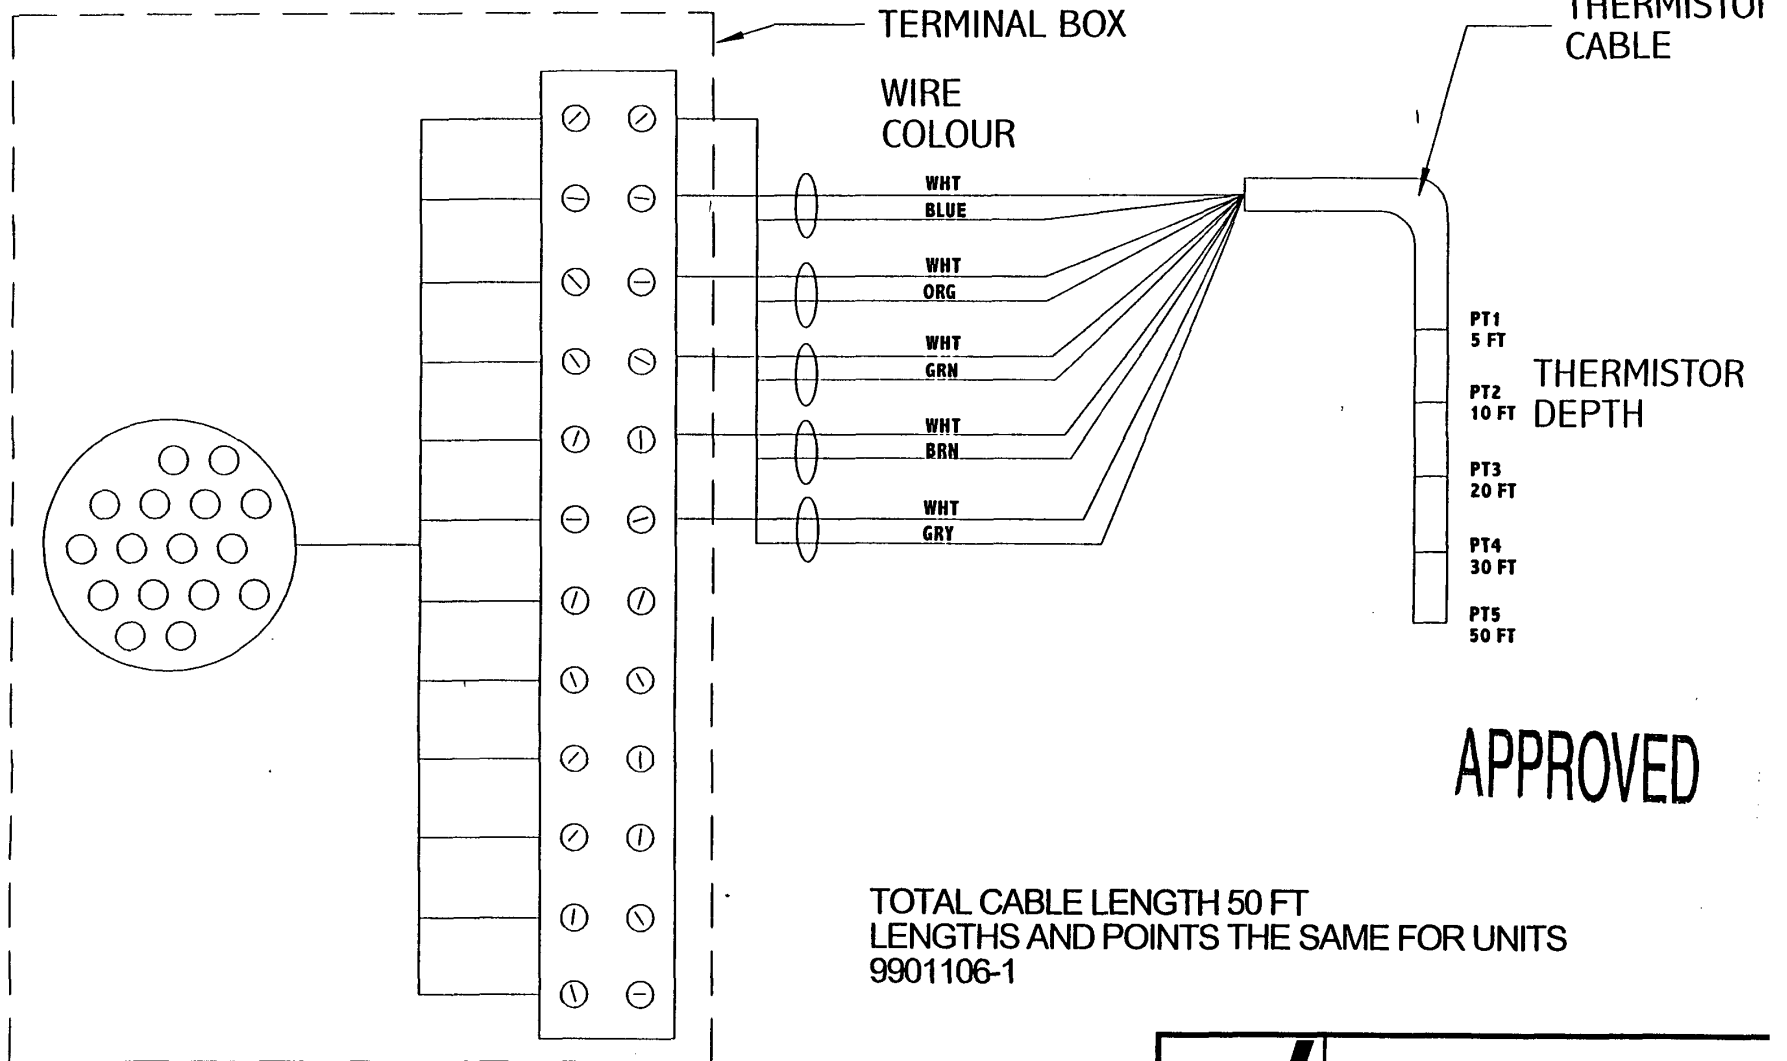 TERMINAL BOX
CABLE
WIRE
COLOUR
WHT
BLUE
WHT
ORG
WHT
GRN
WHT
BRN
WHT
GRY
PT1
5 FT
PT2
10 FT
PT3
20 FT
PT4
30 FT
PT5
50 FT
THERMISTOR
DEPTH
APPROVED
TOTAL CABLE LENGTH 50 FT
LENGTHS AND POINTS THE SAME FOR UNITS
9901106-1